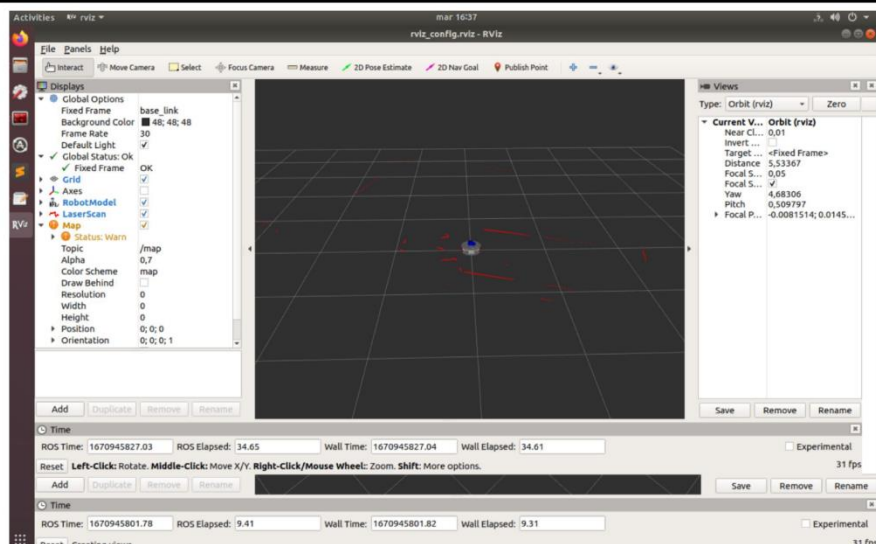 Activities RViz rviz mar 16:37
rviz_config.rviz - RViz
File Panels Help
Interact Move Camera Select Focus Camera Measure 2D Pose Estimate 2D Nav Goal Publish Point
Displays
Global Options
Fixed Frame base_link
Background Color 48; 48; 48
Frame Rate 30
Default Light
Global Status: Ok
Fixed Frame OK
Grid
Axes
RobotModel
LaserScan
Map
Status: Warn
Topic /map
Alpha 0,7
Color Scheme map
Draw Behind
Resolution 0
Width 0
Height 0
Position 0; 0; 0
Orientation 0; 0; 0; 1
Add Duplicate Remove Rename
Views
Type: Orbit (rviz) Zero
Current V... Orbit (rviz)
Near Cl... 0,01
Invert ...
Target ... <Fixed Frame>
Distance 5,53367
Focal S... 0,05
Focal S...
Yaw 4,68306
Pitch 0,509797
Focal P... -0.0081514; 0.0145...
Save Remove Rename
Time
ROS Time: 1670945827.03 ROS Elapsed: 34.65 Wall Time: 1670945827.04 Wall Elapsed: 34.61 Experimental
Reset Left-Click: Rotate. Middle-Click: Move X/Y. Right-Click/Mouse Wheel:: Zoom. Shift: More options. 31 fps
Add Duplicate Remove Rename Save Remove Rename
Time
ROS Time: 1670945801.78 ROS Elapsed: 9.41 Wall Time: 1670945801.82 Wall Elapsed: 9.31 Experimental
Reset Creating views 31 fps